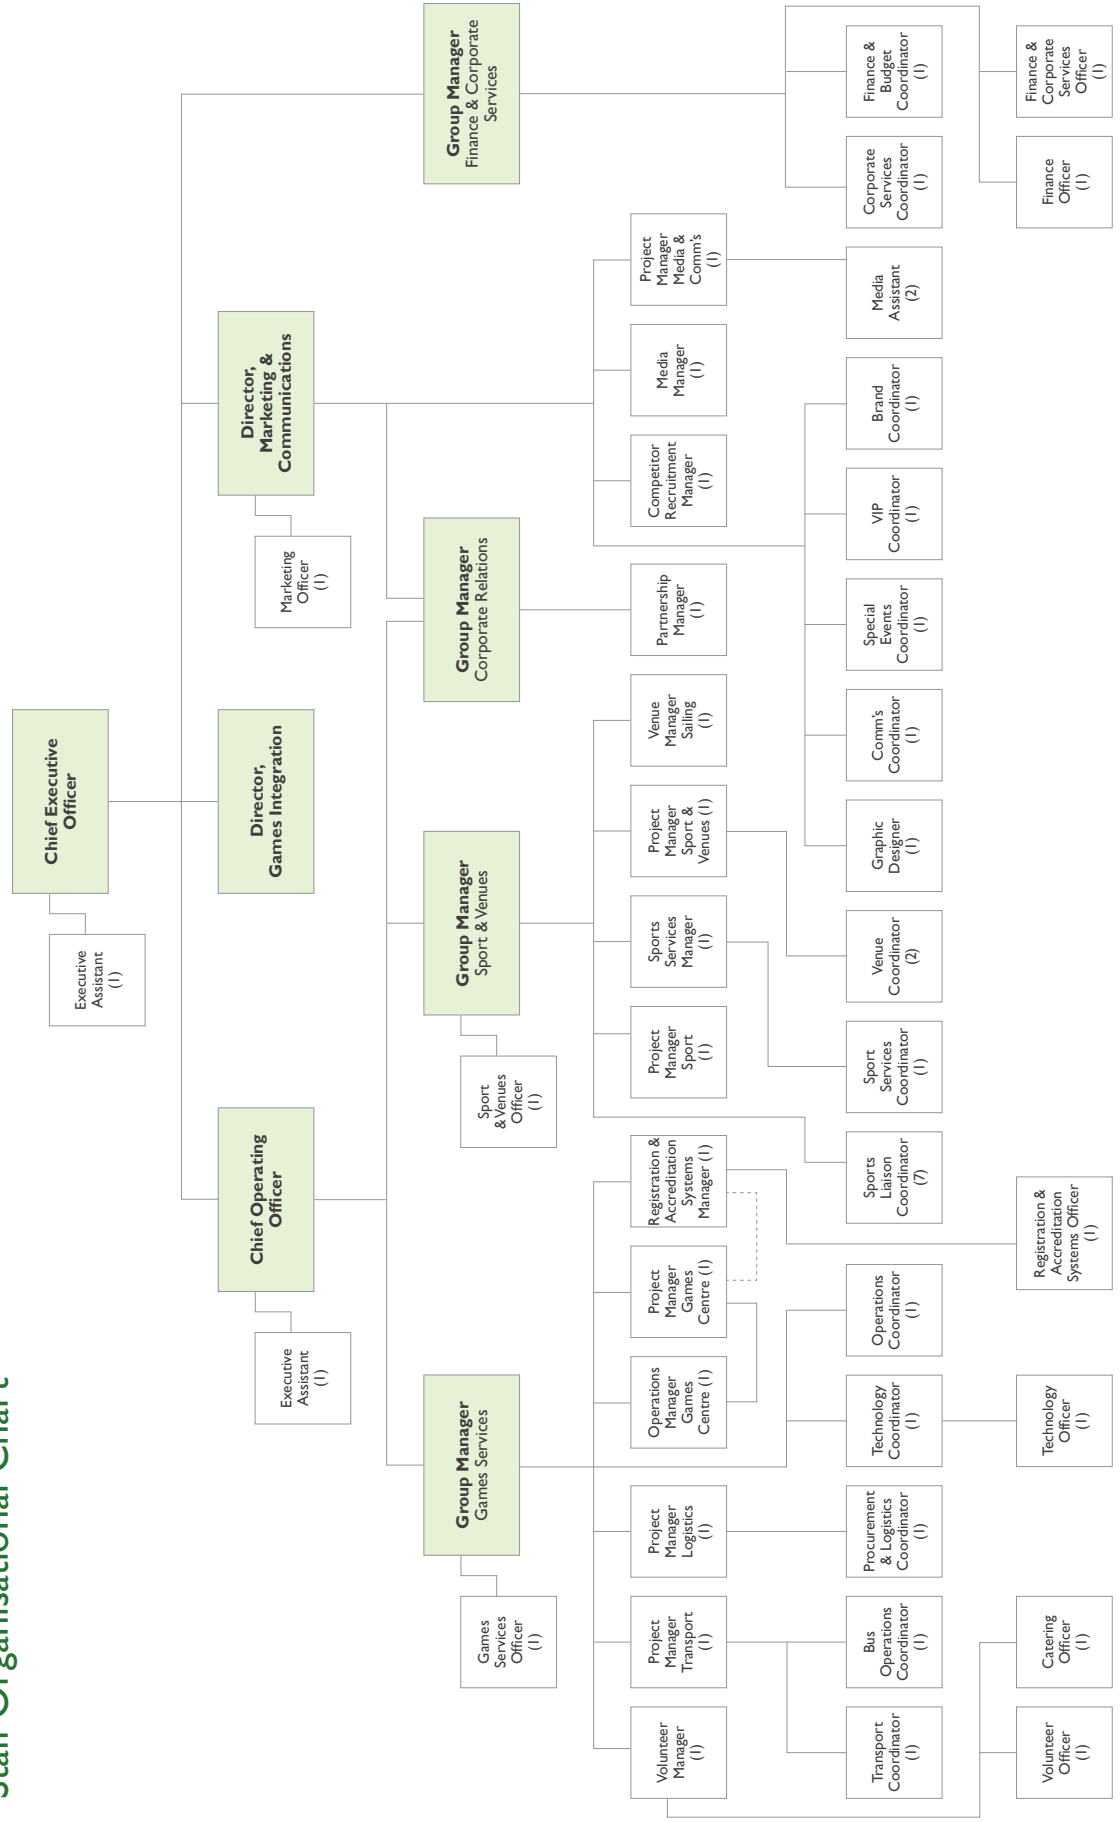 Staff Organisational Chart
Chief Executive
Officer
Executive
Assistant
(1)
Chief Operating
Officer
Director,
Games Integration
Director,
Marketing &
Communications
Executive
Assistant
(1)
Marketing
Officer
(1)
Group Manager
Games Services
Group Manager
Sport & Venues
Group Manager
Corporate Relations
Group Manager
Finance & Corporate
Services
Games
Services
Officer
(1)
Sport
& Venues
Officer
(1)
Volunteer
Manager
(1)
Project
Manager
Transport
(1)
Project
Manager
Logistics
(1)
Operations
Manager
Games
Centre (1)
Project
Manager
Games
Centre (1)
Registration &
Accreditation
Systems
Manager (1)
Project
Manager
Sport
(1)
Sports
Services
Manager
(1)
Project
Manager
Sport &
Venues (1)
Venue
Manager
Sailing
(1)
Partnership
Manager
(1)
Competitor
Recruitment
Manager
(1)
Media
Manager
(1)
Project
Manager
Media &
Comm's
(1)
Transport
Coordinator
(1)
Bus
Operations
Coordinator
(1)
Procurement
& Logistics
Coordinator
(1)
Technology
Coordinator
(1)
Operations
Coordinator
(1)
Sports
Liaison
Coordinator
(7)
Sport
Services
Coordinator
(1)
Venue
Coordinator
(2)
Graphic
Designer
(1)
Comm's
Coordinator
(1)
Special
Events
Coordinator
(1)
VIP
Coordinator
(1)
Brand
Coordinator
(1)
Media
Assistant
(2)
Corporate
Services
Coordinator
(1)
Finance &
Budget
Coordinator
(1)
Volunteer
Officer
(1)
Catering
Officer
(1)
Technology
Officer
(1)
Registration &
Accreditation
Systems Officer
(1)
Finance
Officer
(1)
Finance &
Corporate
Services
Officer
(1)